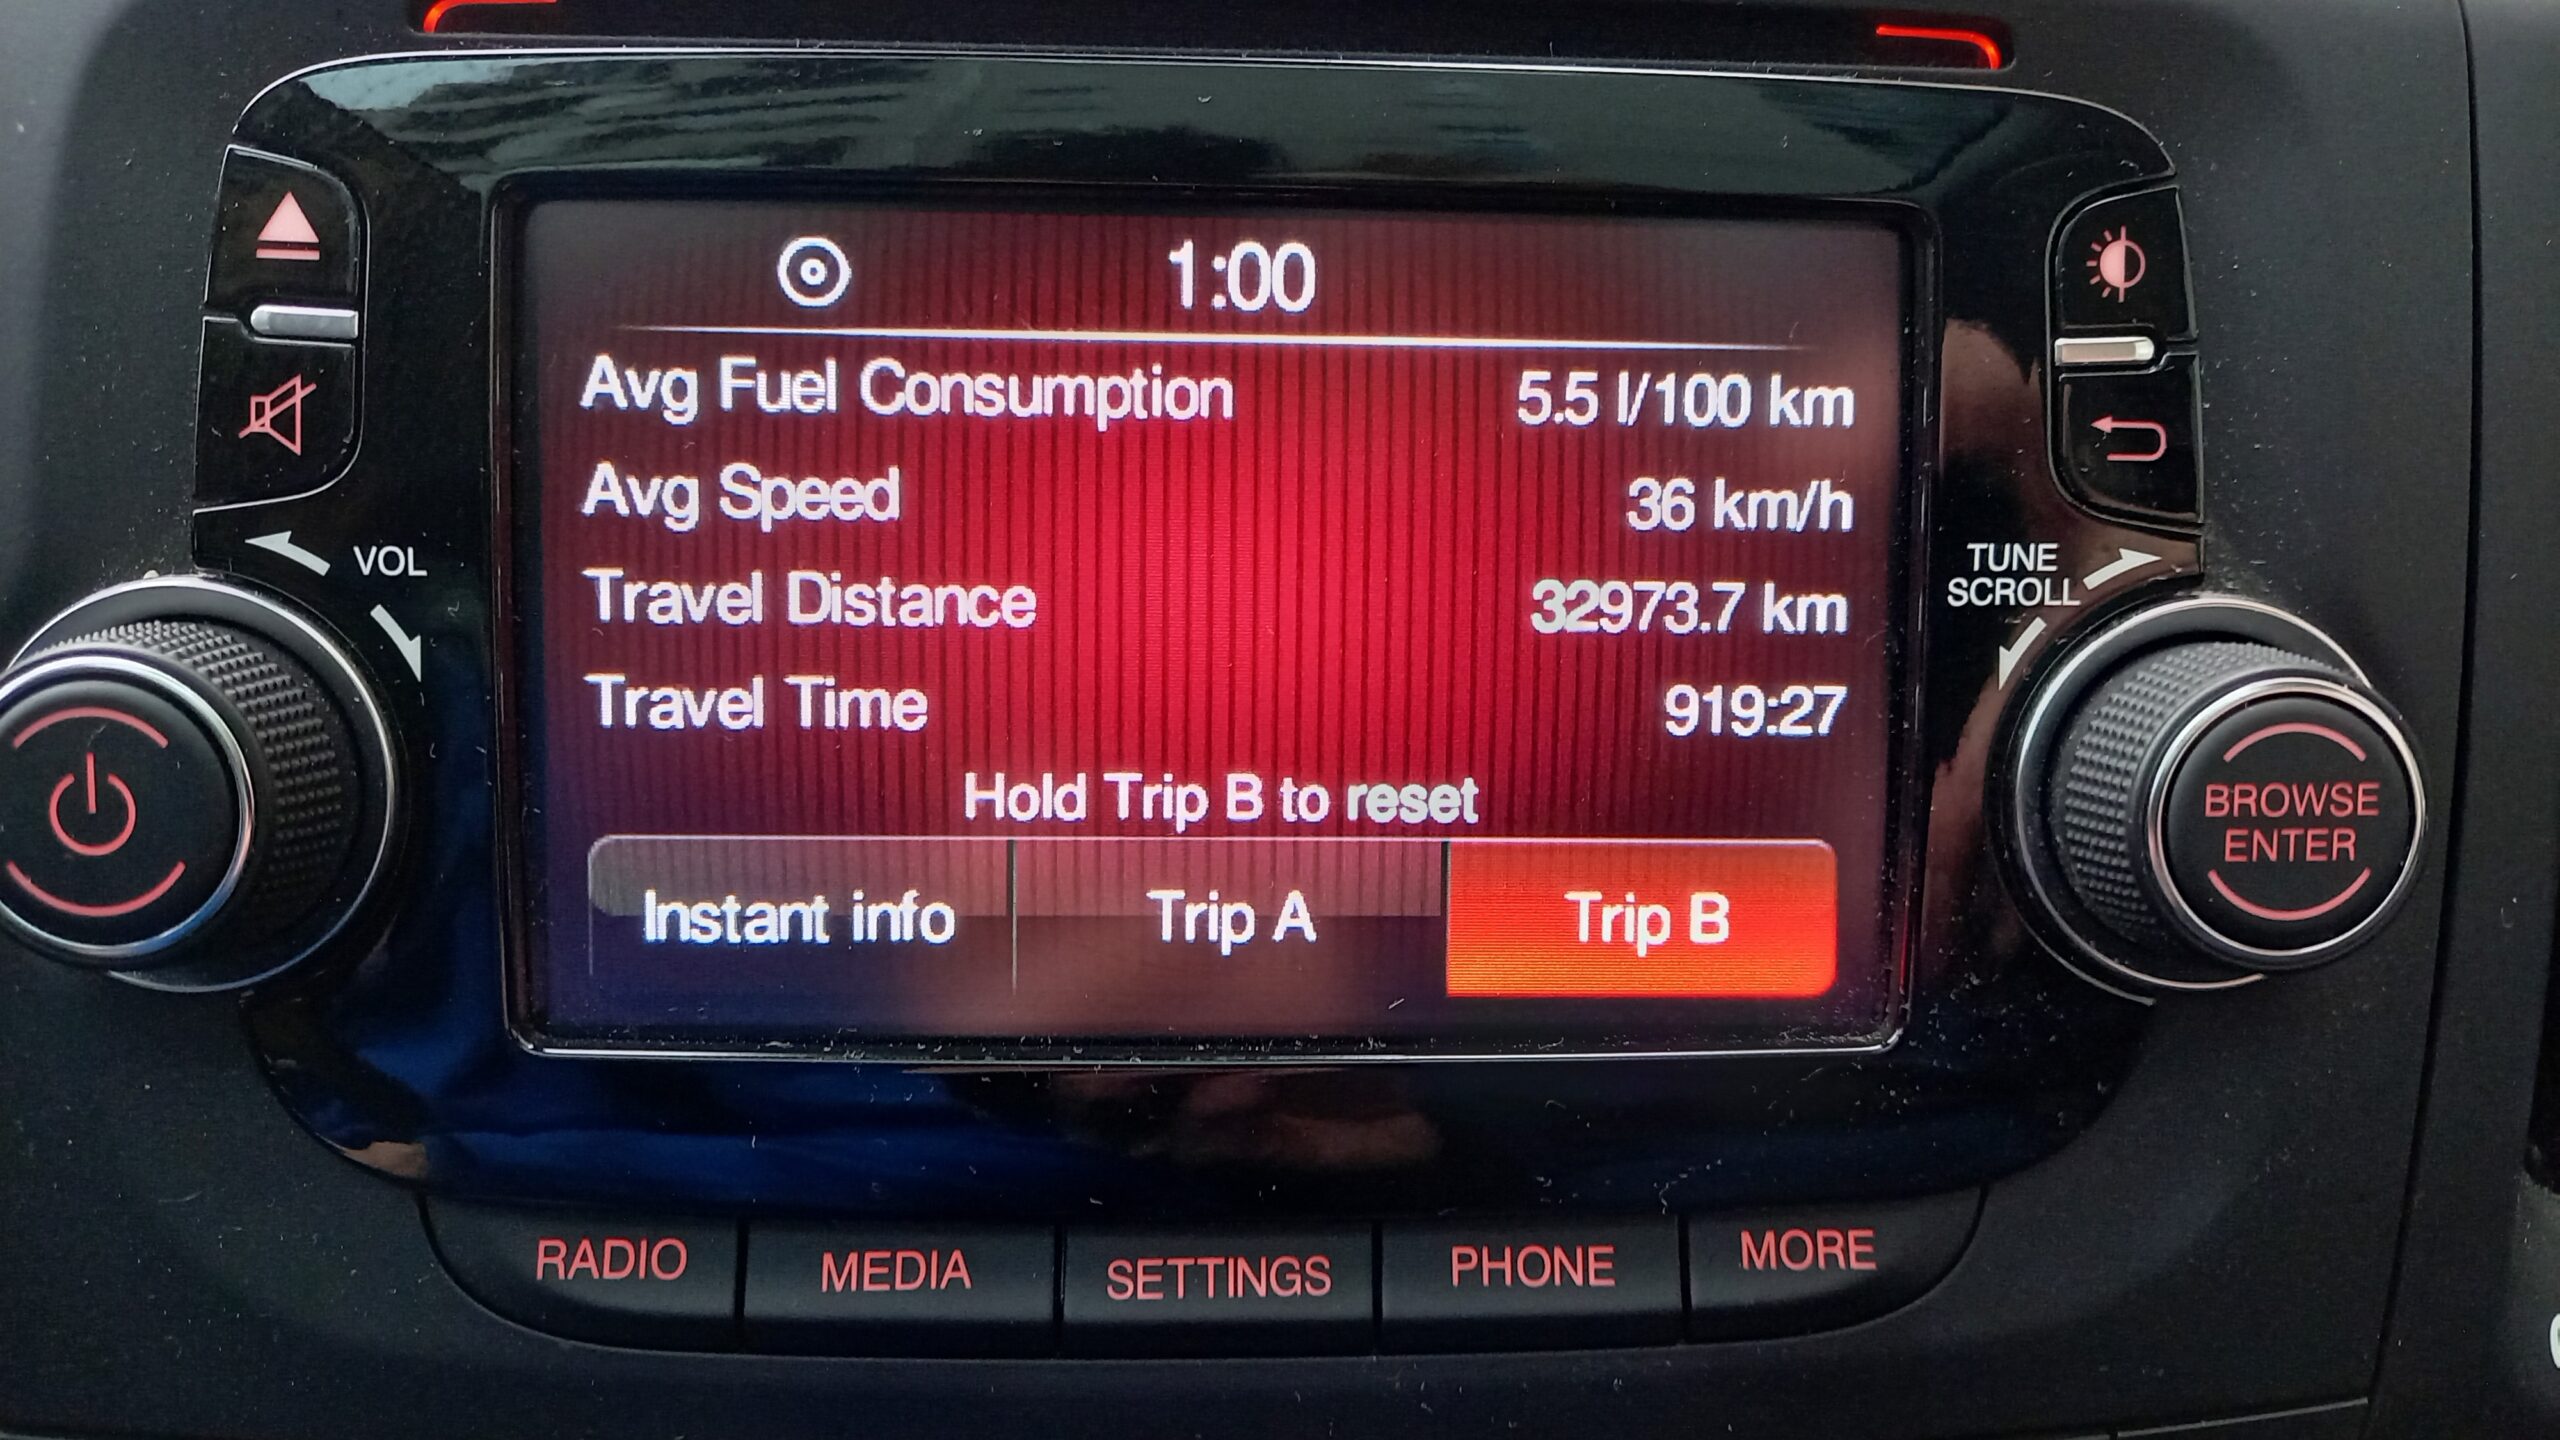 1:00
Avg Fuel Consumption 5.5 l/100 km
Avg Speed 36 km/h
Travel Distance 32973.7 km
Travel Time 919:27
Hold Trip B to reset
Instant info Trip A Trip B
VOL
TUNE
SCROLL
BROWSE
ENTER
RADIO MEDIA SETTINGS PHONE MORE